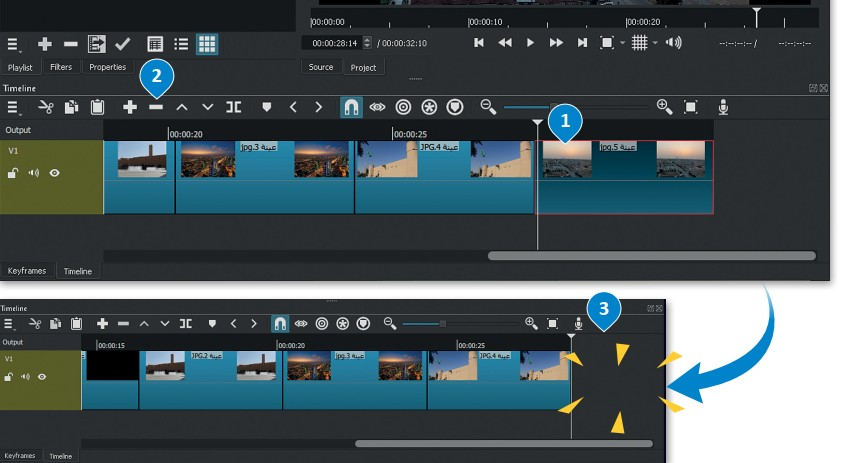 00:00:00
00:00:10
00:00:20
00:00:28:14
/ 00:00:32:10
--:--:--:-- /
--:--:--:--
Playlist
Filters
Properties
Source
Project
2
Timeline
1
Output
00:00:20
00:00:25
V1
عينة 3.jpg
عينة 4.JPG
عينة 5.jpg
Keyframes
Timeline
3
Timeline
Output
00:00:15
00:00:20
00:00:25
V1
عينة 2.JPG
عينة 3.jpg
عينة 4.JPG
Keyframes
Timeline